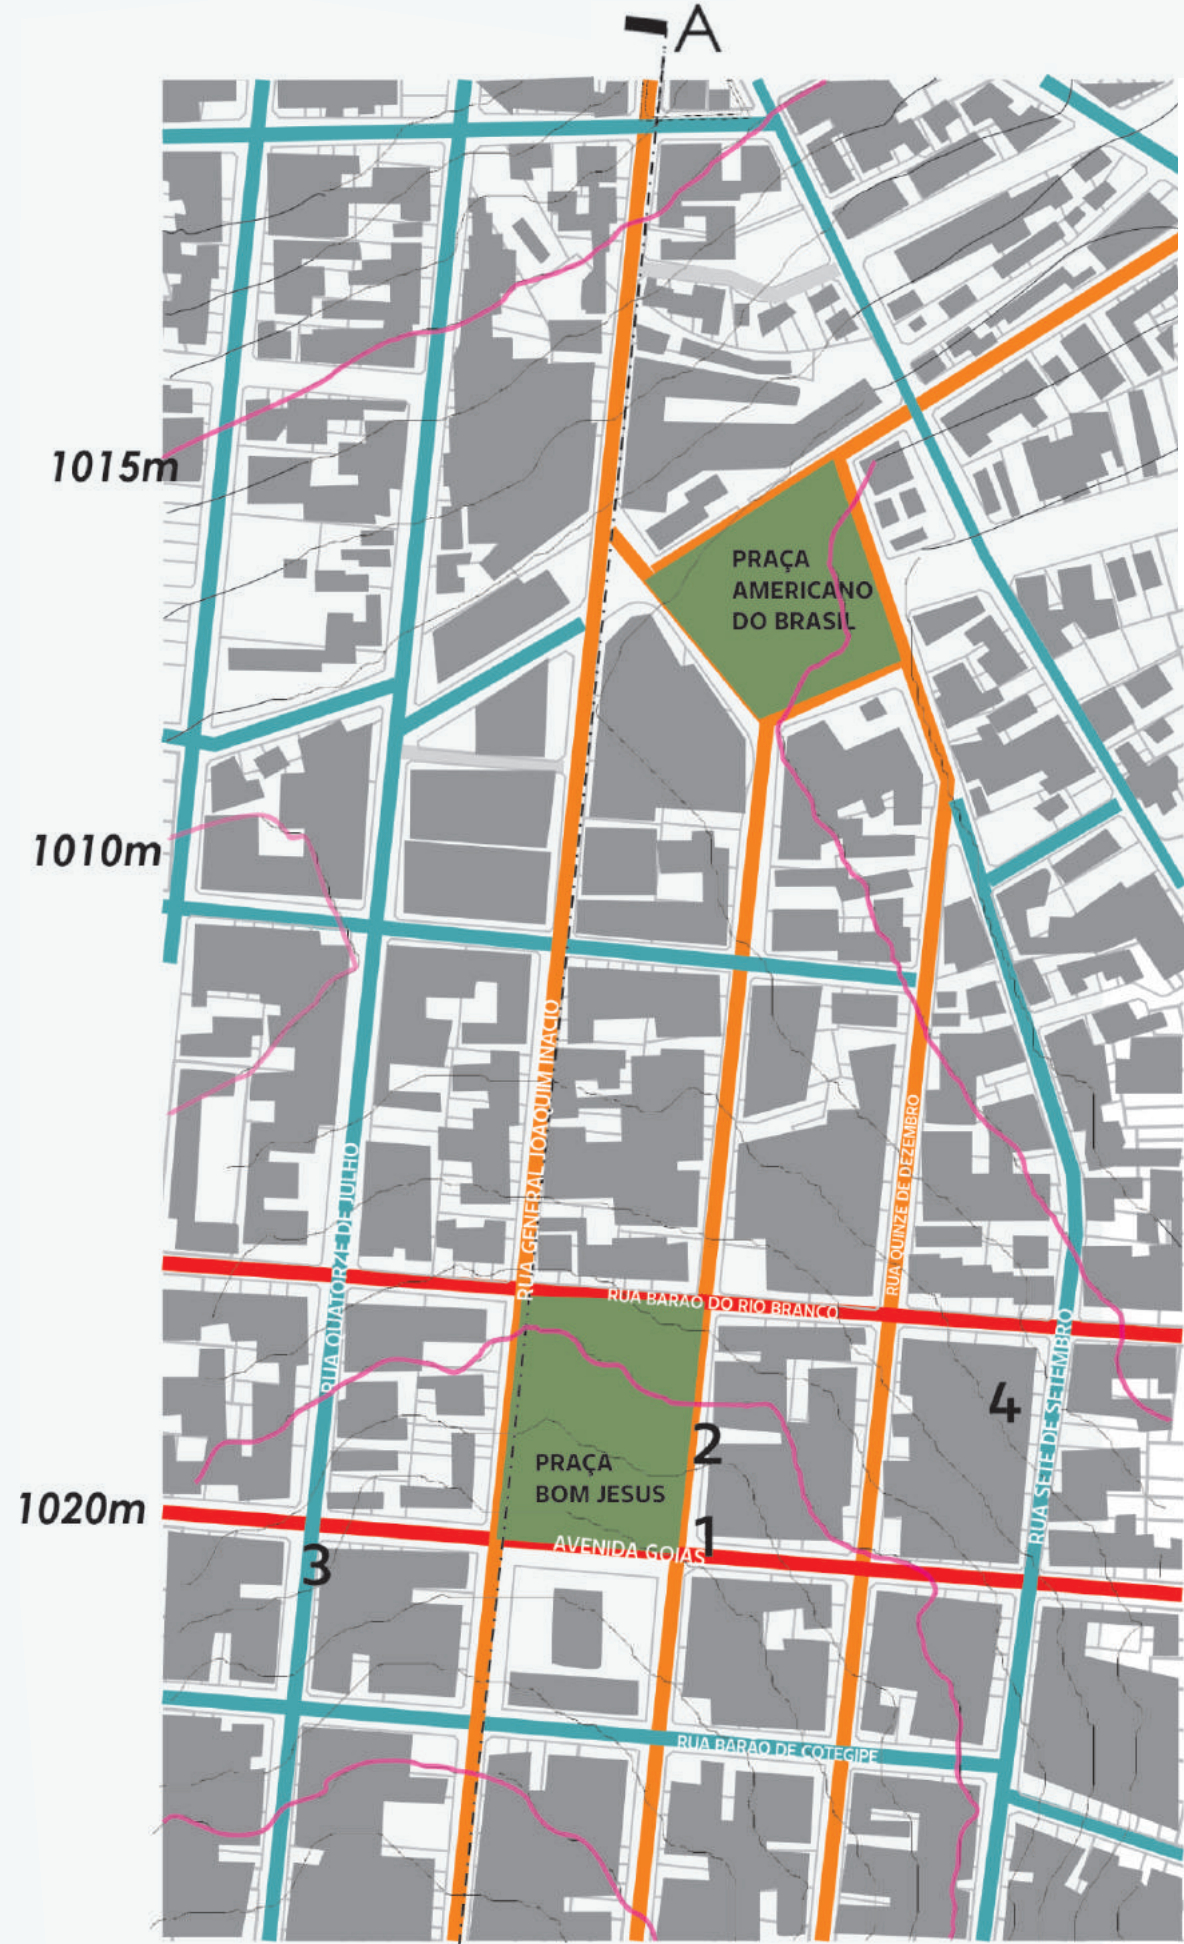 A
1015m
PRAÇA
AMERICANO
DO BRASIL
1010m
RUA GENERAL JOAQUIM INÁCIO
RUA QUINZE DE DEZEMBRO
RUA QUATORZE DE JULHO
RUA BARÃO DO RIO BRANCO
RUA SETE DE SETEMBRO
4
2
PRAÇA
BOM JESUS
1020m
1
AVENIDA GOIÁS
3
RUA BARÃO DE COTEGIPE